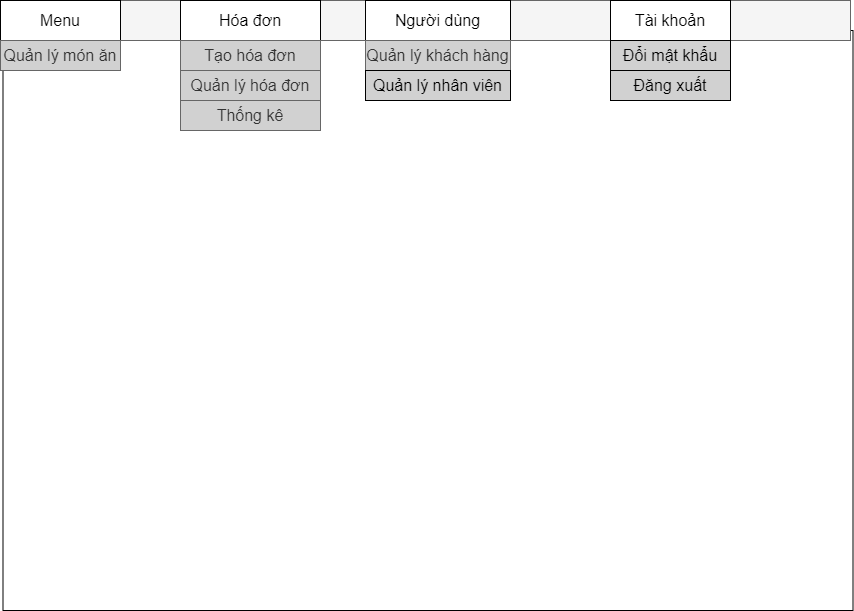 Menu
Hóa đơn
Người dùng
Tài khoản
Quản lý món ăn
Tạo hóa đơn
Quản lý khách hàng
Đổi mật khẩu
Quản lý hóa đơn
Quản lý nhân viên
Đăng xuất
Thống kê